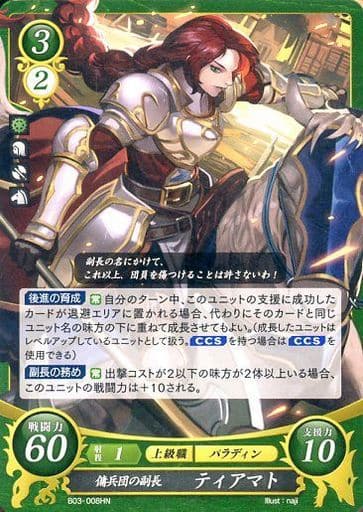 3
2
副長の名にかけて、
これ以上、団員を傷つけることは許さないわ！
後進の育成 常 自分のターン中、このユニットの支援に成功した
カードが退避エリアに置かれる場合、代わりにそのカードと同じ
ユニット名の味方の下に重ねて成長させてもよい。(成長したユニットは
レベルアップしているユニットとして扱う。CCSを持つ場合はCCS
を使用できる)
副長の務め 常 出撃コストが2以下の味方が2体以上いる場合、
このユニットの戦闘力は+10される。
戦闘力
60
射程 1
上級職
パラディン
支援力
10
傭兵団の副長 ティアマト
B03-008HN
Illust : naji